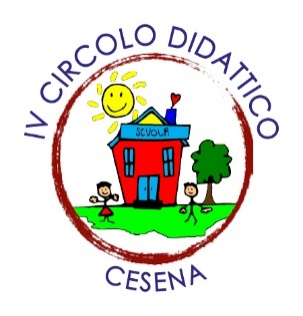 IV CIRCOLO DIDATTICO
SCUOLA
CESENA